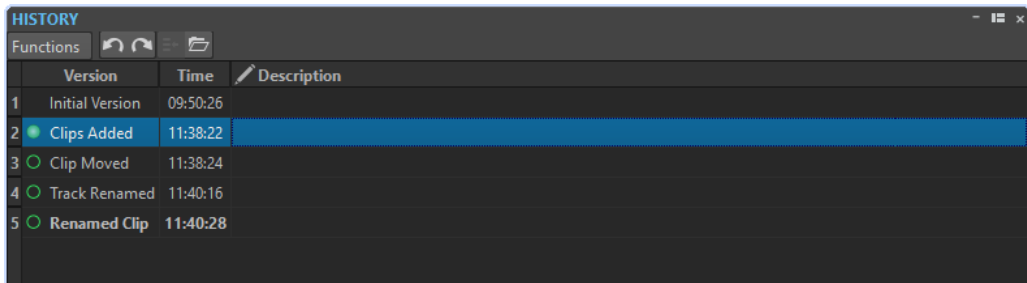 HISTORY
Functions
Version Time Description
1 Initial Version 09:50:26
2 Clips Added 11:38:22
3 Clip Moved 11:38:24
4 Track Renamed 11:40:16
5 Renamed Clip 11:40:28